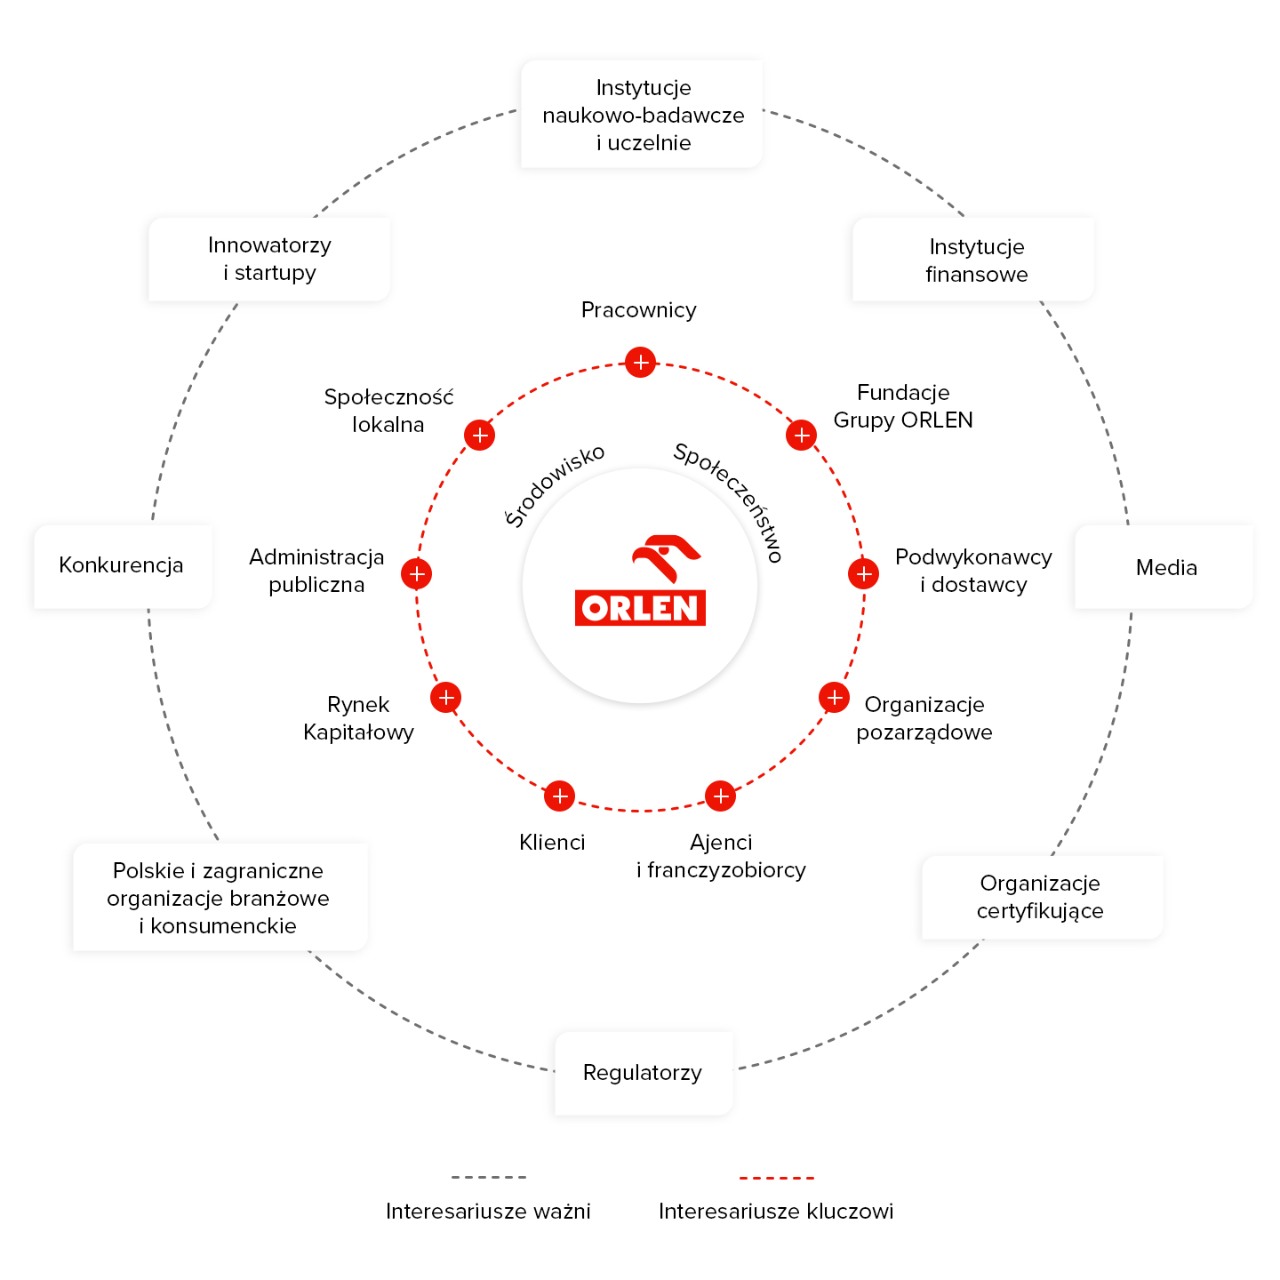 Instytucje
naukowo-badawcze
i uczelnie
Innowatorzy
i startupy
Instytucje
finansowe
Pracownicy
Społeczność
lokalna
Fundacje
Grupy ORLEN
Środowisko
Społeczeństwo
Konkurencja
Administracja
publiczna
ORLEN
Podwykonawcy
i dostawcy
Media
Rynek
Kapitałowy
Organizacje
pozarządowe
Klienci
Ajenci
i franczyzobiorcy
Polskie i zagraniczne
organizacje branżowe
i konsumenckie
Organizacje
certyfikujące
Regulatorzy
Interesariusze ważni
Interesariusze kluczowi